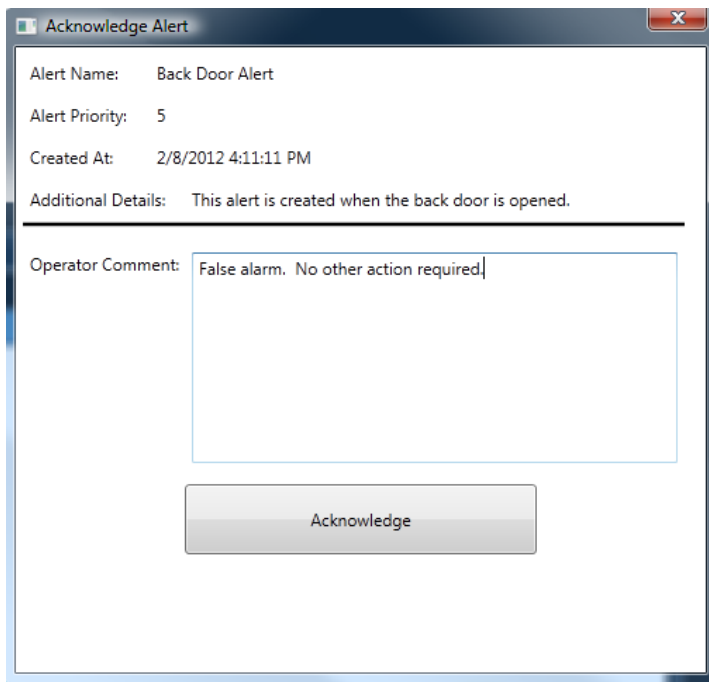 Acknowledge Alert
Alert Name: Back Door Alert
Alert Priority: 5
Created At: 2/8/2012 4:11:11 PM
Additional Details: This alert is created when the back door is opened.
Operator Comment: False alarm.  No other action required.
Acknowledge